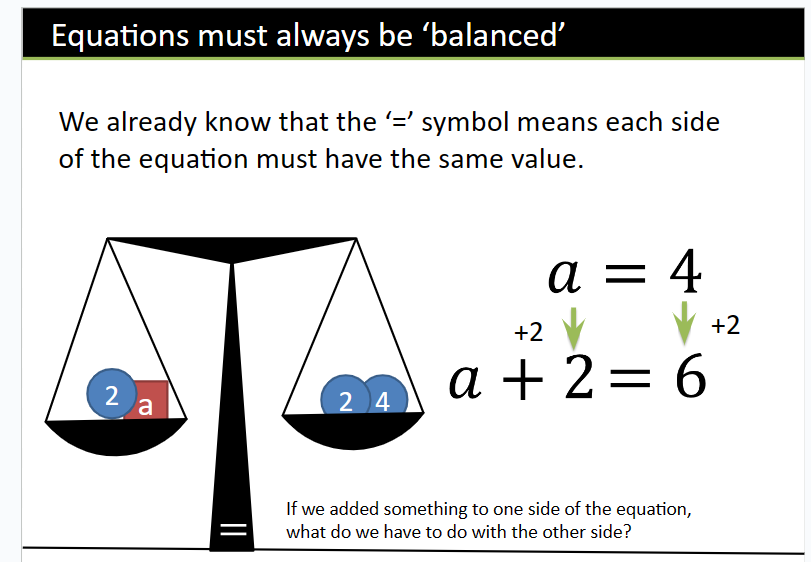 Equations must always be ‘balanced’
We already know that the ‘=’ symbol means each side
of the equation must have the same value.
a = 4
+2 +2
a + 2 = 6
2 a
2 4
=
If we added something to one side of the equation,
what do we have to do with the other side?